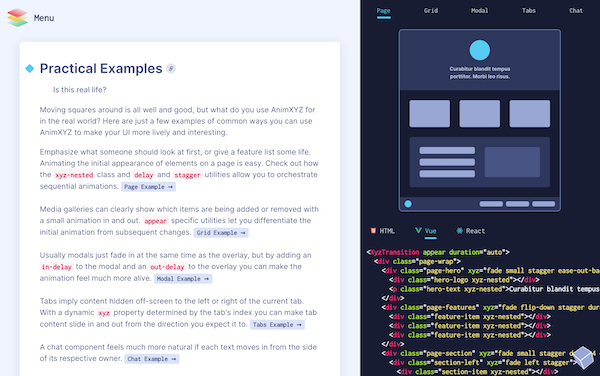 Menu
Practical Examples #
Is this real life?
Moving squares around is all well and good, but what do you use AnimXYZ for
in the real world? Here are just a few examples of common ways you can use
AnimXYZ to make your UI more lively and interesting.
Emphasize what someone should look at first, or give a feature list some life.
Animating the initial appearance of elements on a page is easy. Check out how
the xyz-nested class and delay and stagger utilities allow you to orchestrate
sequential animations. Page Example →
Media galleries can clearly show which items are being added or removed with
a small animation in and out. appear specific utilities let you differentiate the
initial animation from subsequent changes. Grid Example →
Usually modals just fade in at the same time as the overlay, but by adding an
in-delay to the modal and an out-delay to the overlay you can make the
animation feel much more alive. Modal Example →
Tabs imply content hidden off-screen to the left or right of the current tab.
With a dynamic xyz property determined by the tab's index you can make tab
content slide in and out from the direction you expect it to. Tabs Example →
A chat component feels much more natural if each text moves in from the side
of its respective owner. Chat Example →
Page Grid Modal Tabs Chat
Curabitur blandit tempus
porttitor. Morbi leo risus.
HTML Vue React
<XyzTransition appear duration="auto">
<div class="page-wrap">
<div class="page-hero" xyz="fade small stagger ease-out-ba
<div class="hero-logo xyz-nested"></div>
<p class="hero-text xyz-nested">Curabitur blandit tempus
</div>
<div class="page-features" xyz="fade flip-down stagger dur
<div class="feature-item xyz-nested"></div>
<div class="feature-item xyz-nested"></div>
<div class="feature-item xyz-nested"></div>
</div>
<div class="page-section" xyz="fade small stagger
<div class="section-left" xyz="fade left stagger">
<div class="section-item xyz-nested"></div>